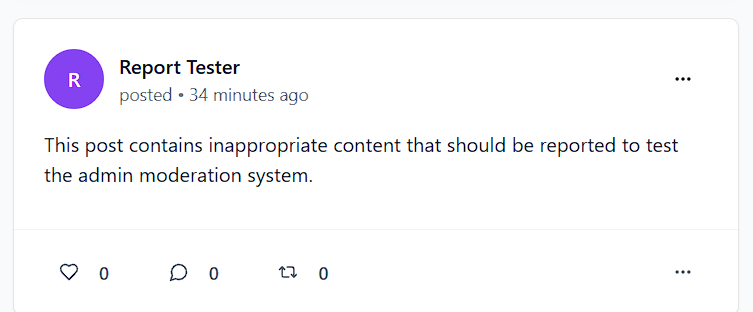 R
Report Tester
posted • 34 minutes ago
This post contains inappropriate content that should be reported to test
the admin moderation system.
0 0 0